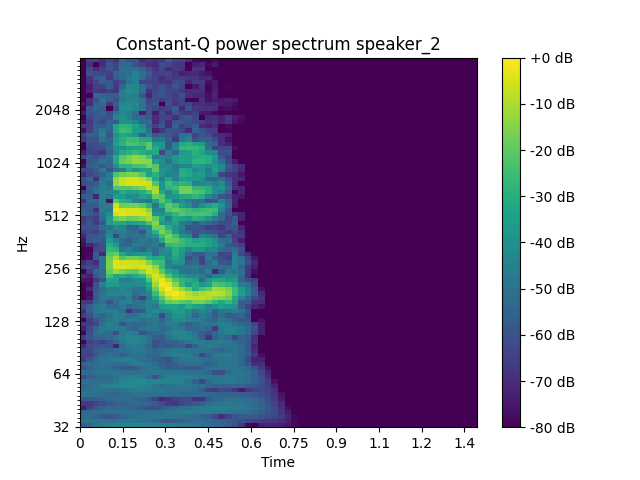 Constant-Q power spectrum speaker_2
Hz
2048
1024
512
256
128
64
32
0 0.15 0.3 0.45 0.6 0.75 0.9 1.1 1.2 1.4
Time
+0 dB
-10 dB
-20 dB
-30 dB
-40 dB
-50 dB
-60 dB
-70 dB
-80 dB